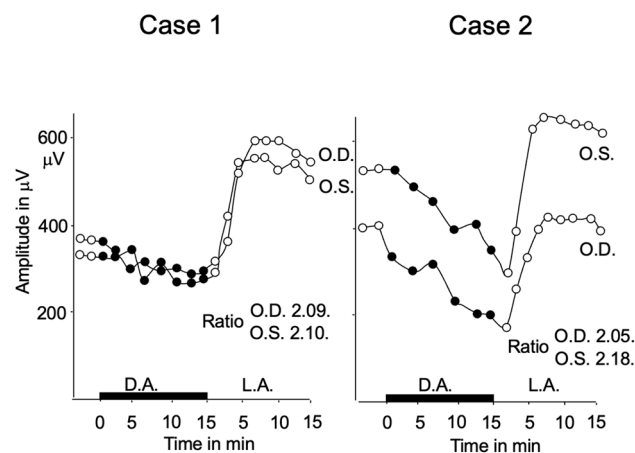 Case 1
Case 2
Amplitude in μV
600
μV
400
200
O.D.
O.S.
Ratio O.D. 2.09.
O.S. 2.10.
D.A.
L.A.
0 5 10 15 5 10 15
Time in min
O.S.
O.D.
Ratio O.D. 2.05.
O.S. 2.18.
D.A.
L.A.
0 5 10 15 5 10 15
Time in min